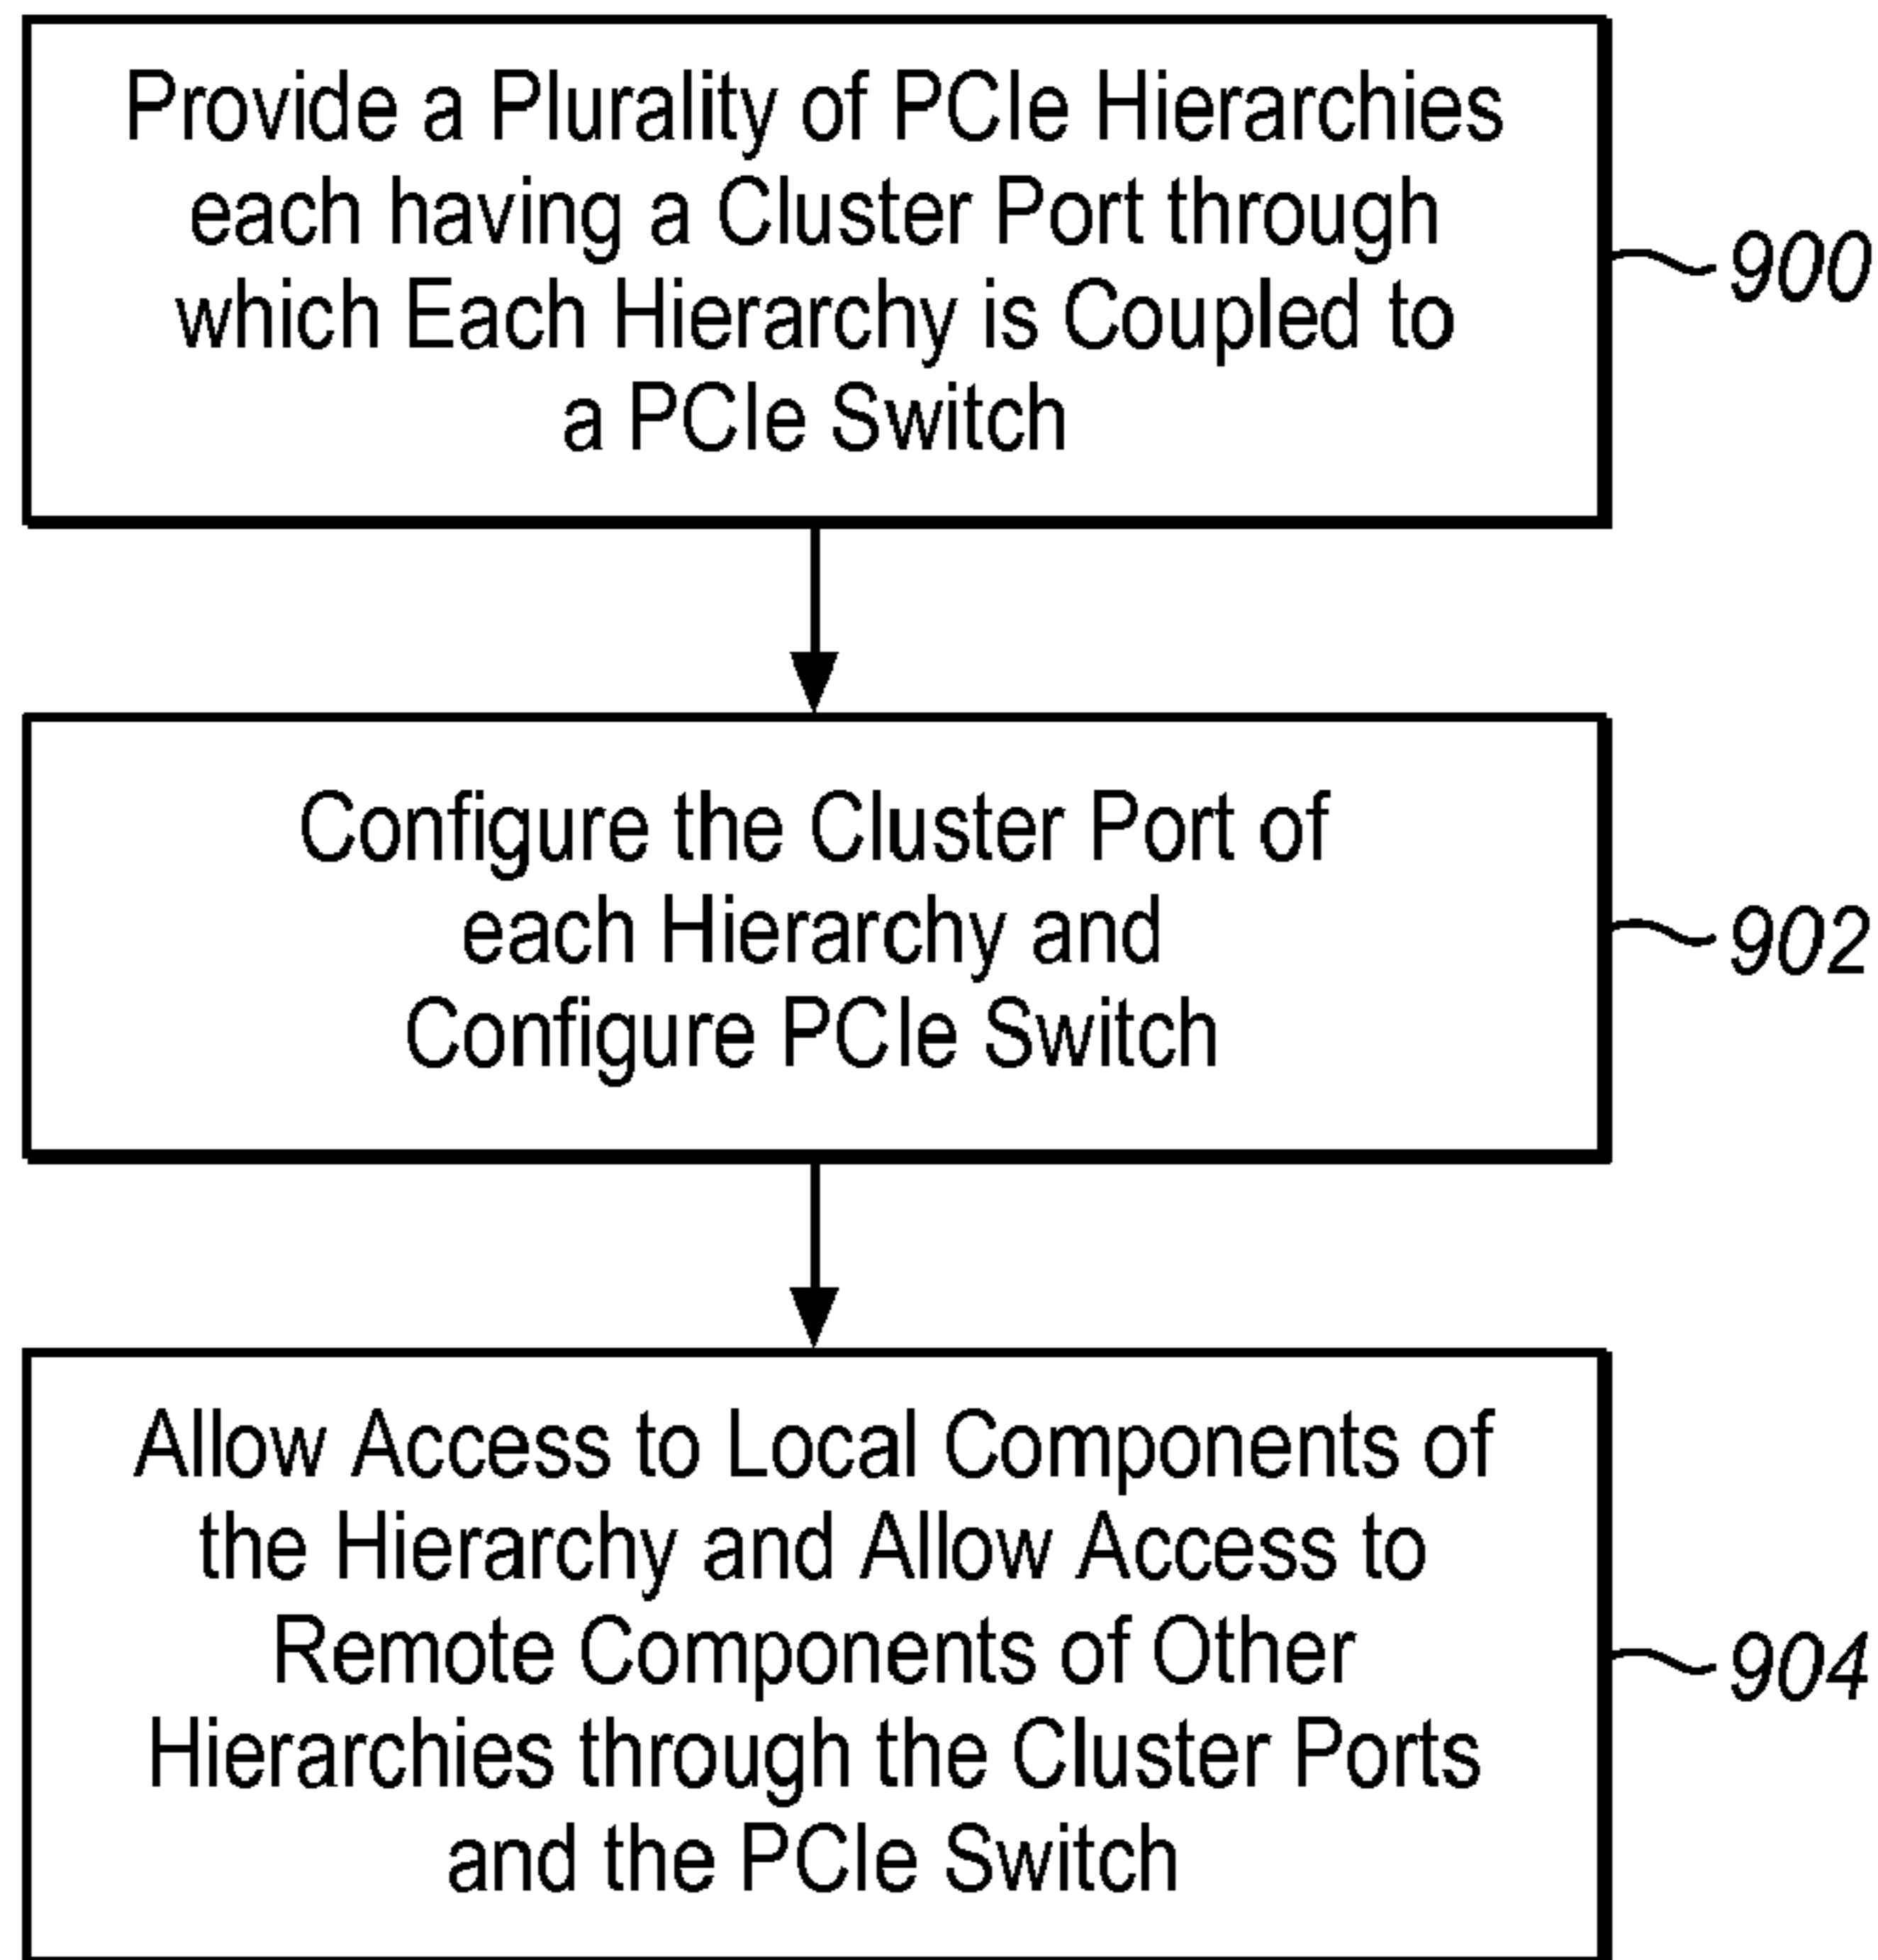 Provide a Plurality of PCIe Hierarchies
each having a Cluster Port through
which Each Hierarchy is Coupled to
a PCIe Switch
900
Configure the Cluster Port of
each Hierarchy and
Configure PCIe Switch
902
Allow Access to Local Components of
the Hierarchy and Allow Access to
Remote Components of Other
Hierarchies through the Cluster Ports
and the PCIe Switch
904